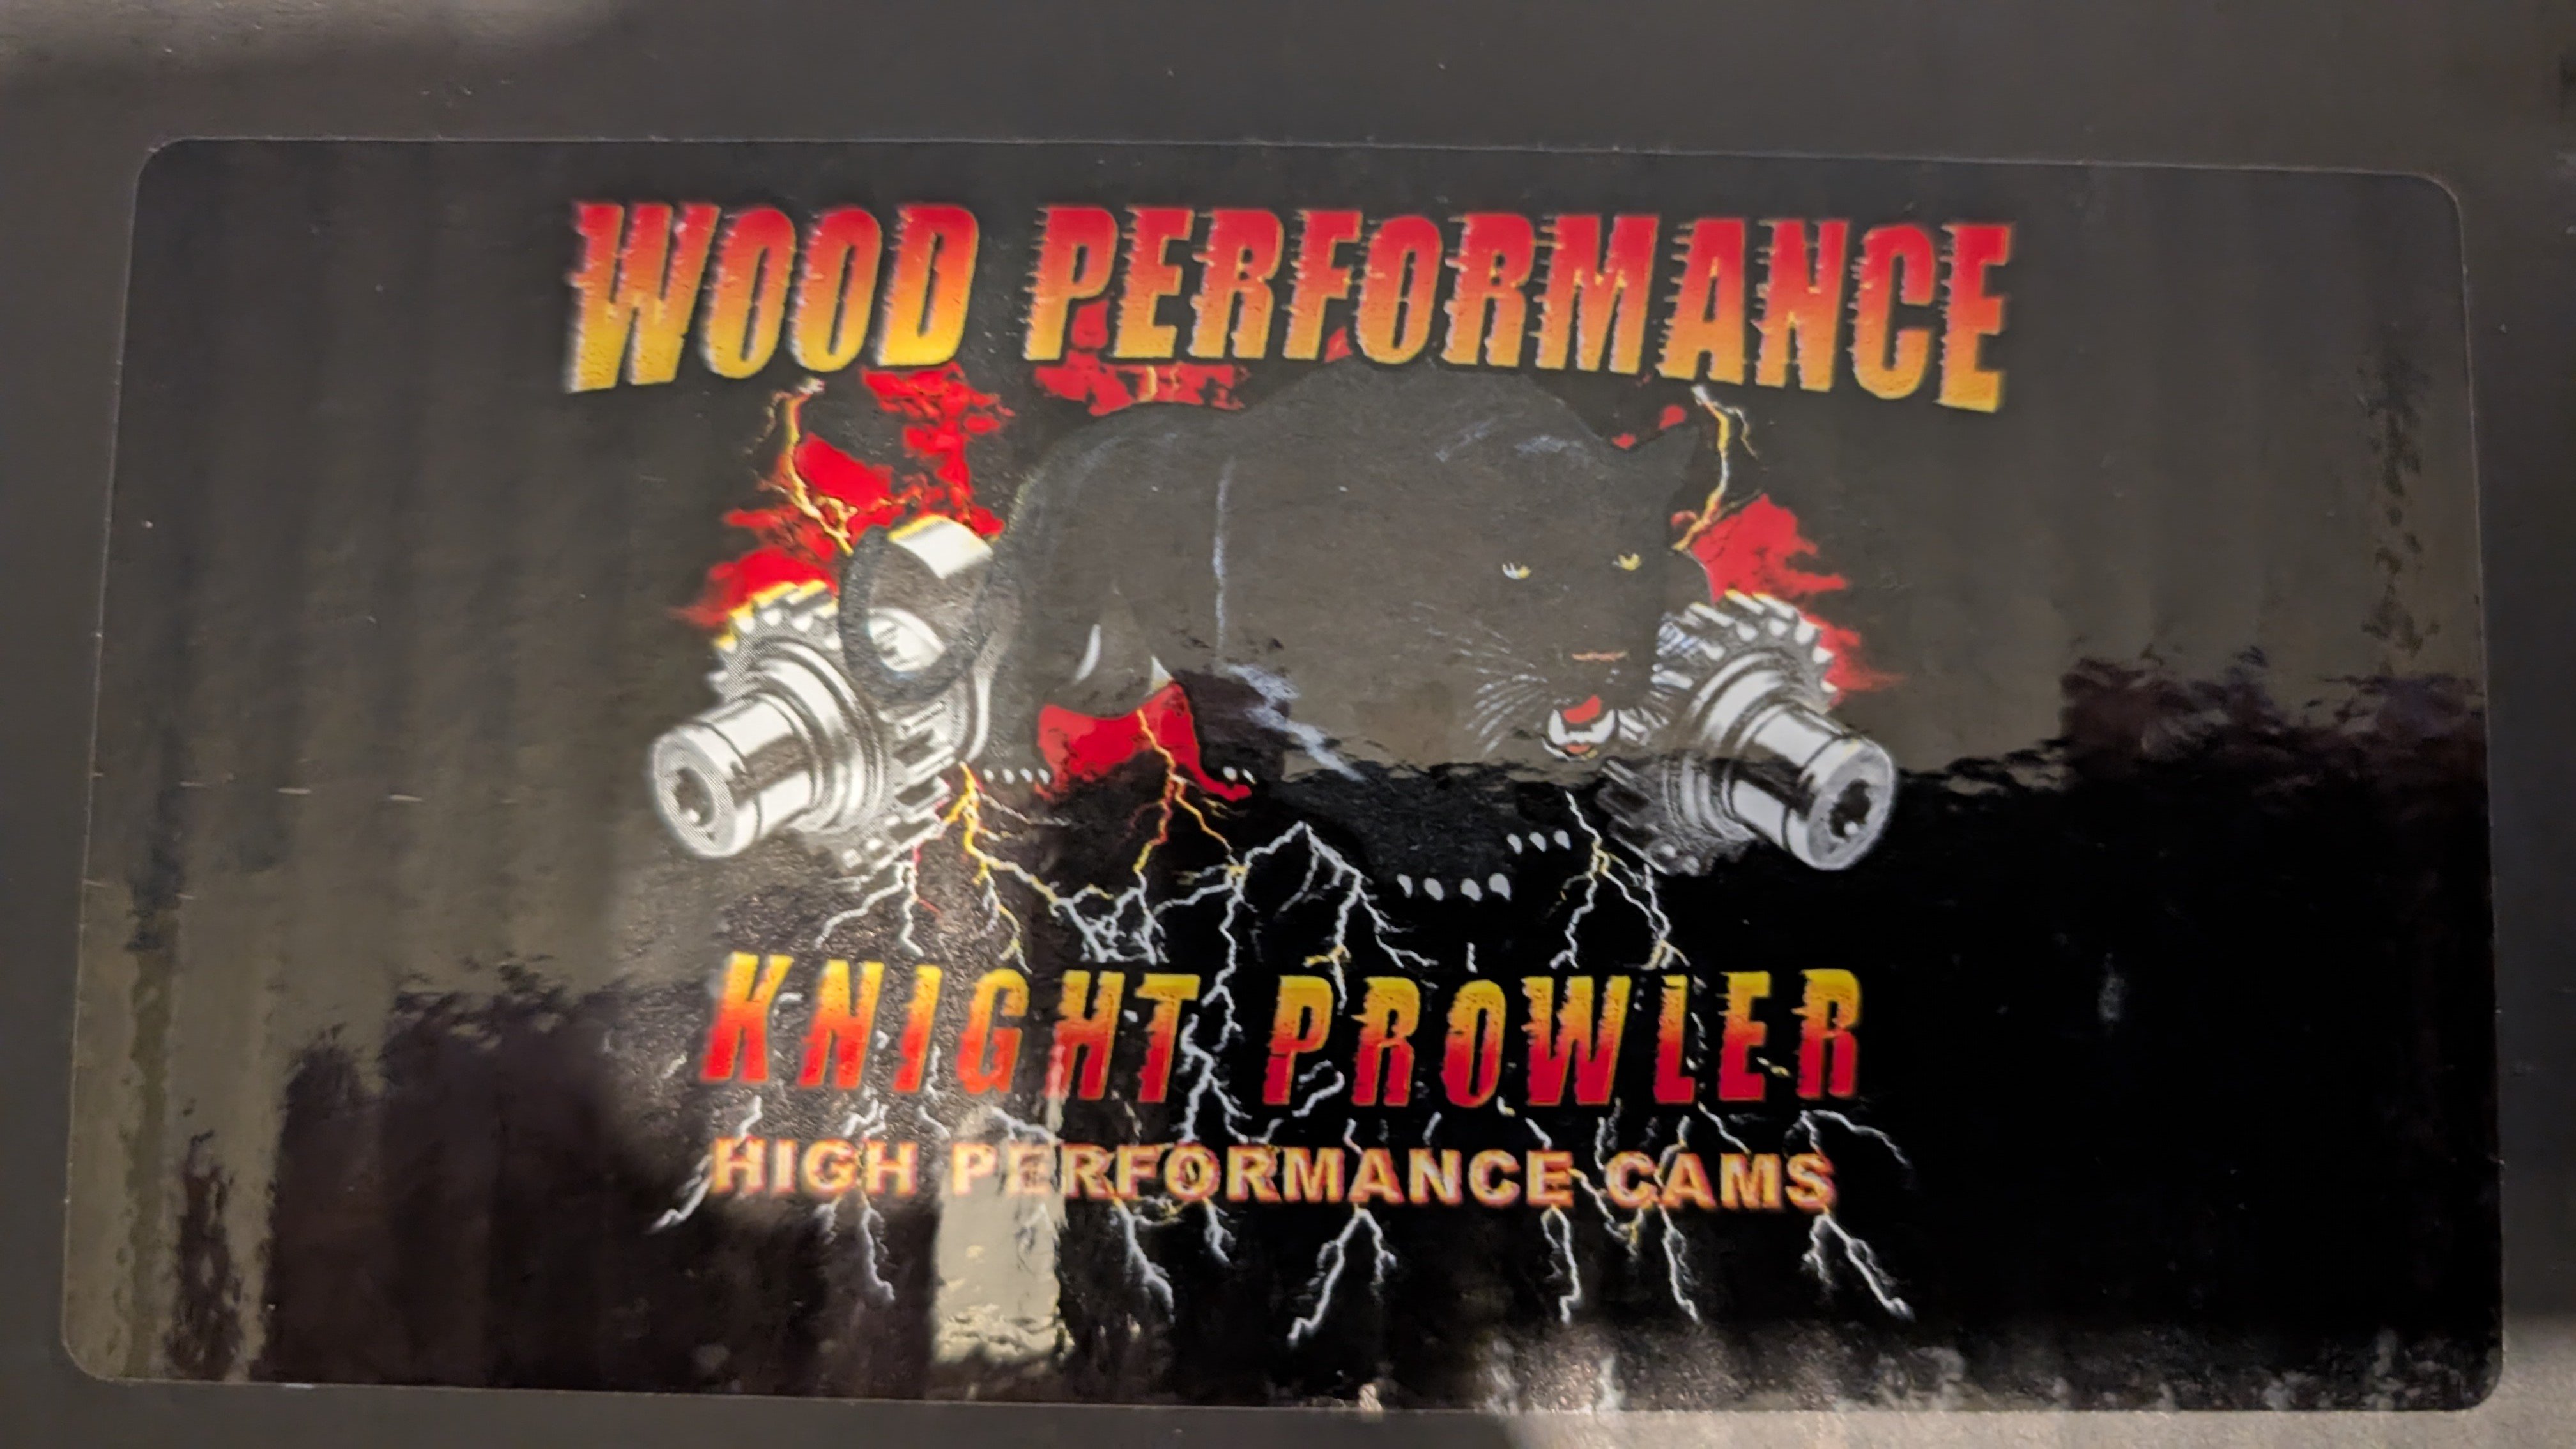 WOOD PERFORMANCE
KNIGHT PROWLER
HIGH PERFORMANCE CAMS